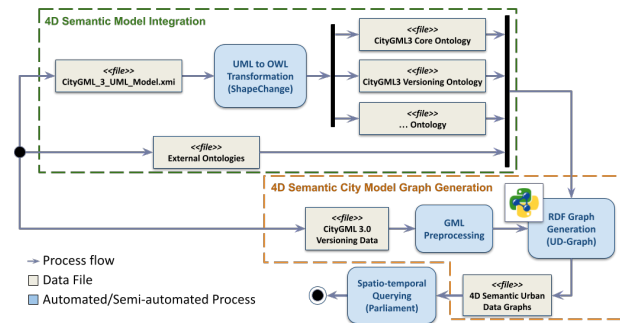 4D Semantic Model Integration
<<file>>
CityGML_3_UML_Model.xmi
UML to OWL
Transformation
(ShapeChange)
<<file>>
CityGML3 Core Ontology
<<file>>
CityGML3 Versioning Ontology
<<file>>
... Ontology
<<file>>
External Ontologies
4D Semantic City Model Graph Generation
<<file>>
CityGML 3.0
Versioning Data
GML
Preprocessing
RDF Graph
Generation
(UD-Graph)
<<file>>
4D Semantic Urban
Data Graphs
Spatio-temporal
Querying
(Parliament)
Process flow
Data File
Automated/Semi-automated Process